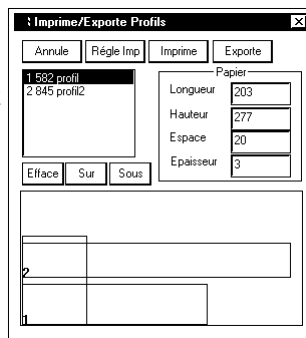 Imprime/Exporte Profils
Annule Régle Imp Imprime Exporte
1 582 profil
2 845 profil2
Papier
Longueur 203
Hauteur 277
Espace 20
Epaisseur 3
Efface Sur Sous
2
1